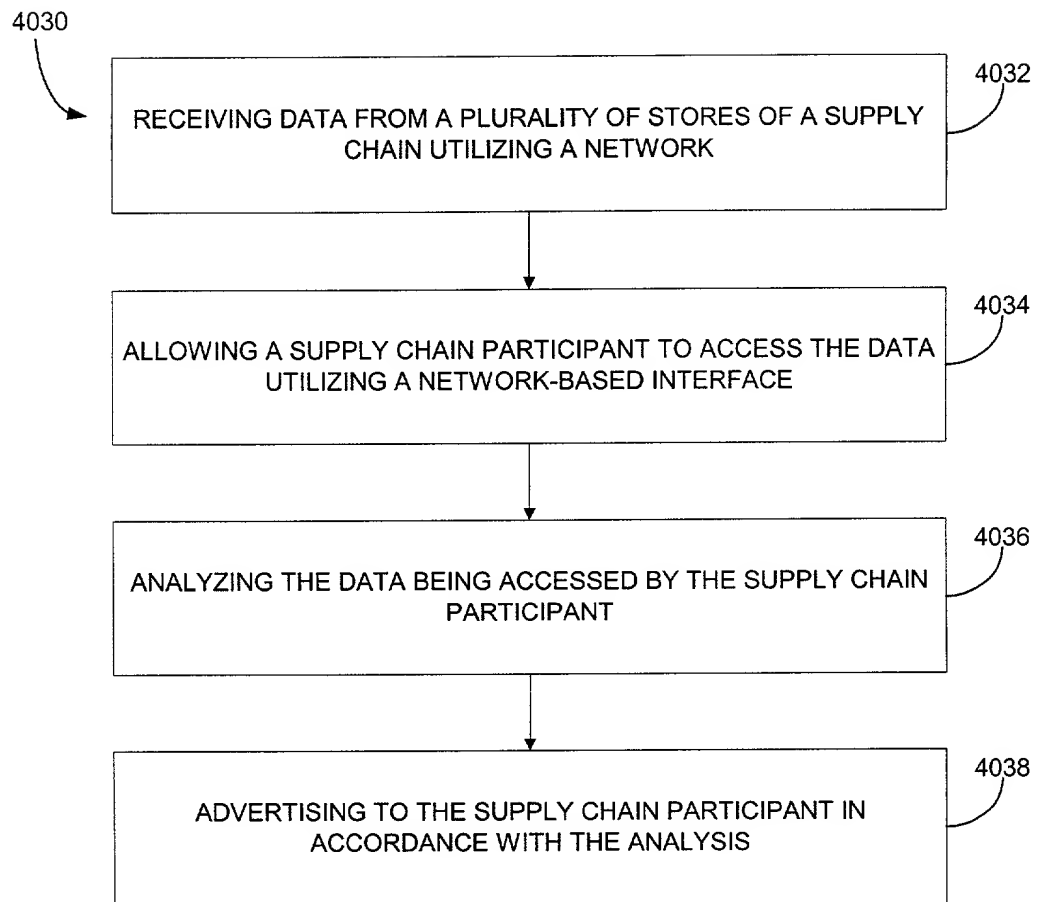 4030
4032
RECEIVING DATA FROM A PLURALITY OF STORES OF A SUPPLY
CHAIN UTILIZING A NETWORK
4034
ALLOWING A SUPPLY CHAIN PARTICIPANT TO ACCESS THE DATA
UTILIZING A NETWORK-BASED INTERFACE
4036
ANALYZING THE DATA BEING ACCESSED BY THE SUPPLY CHAIN
PARTICIPANT
4038
ADVERTISING TO THE SUPPLY CHAIN PARTICIPANT IN
ACCORDANCE WITH THE ANALYSIS